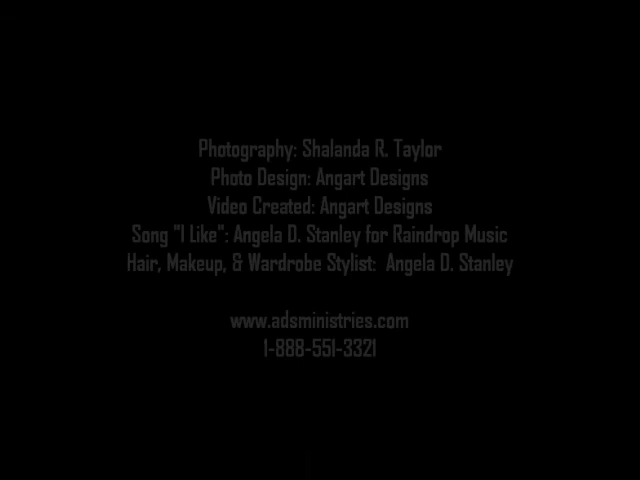 Photography: Shalanda R. Taylor
Photo Design: Angart Designs
Video Created: Angart Designs
Song "I Like": Angela D. Stanley for Raindrop Music
Hair, Makeup, & Wardrobe Stylist:  Angela D. Stanley
www.adsministries.com
1-888-551-3321